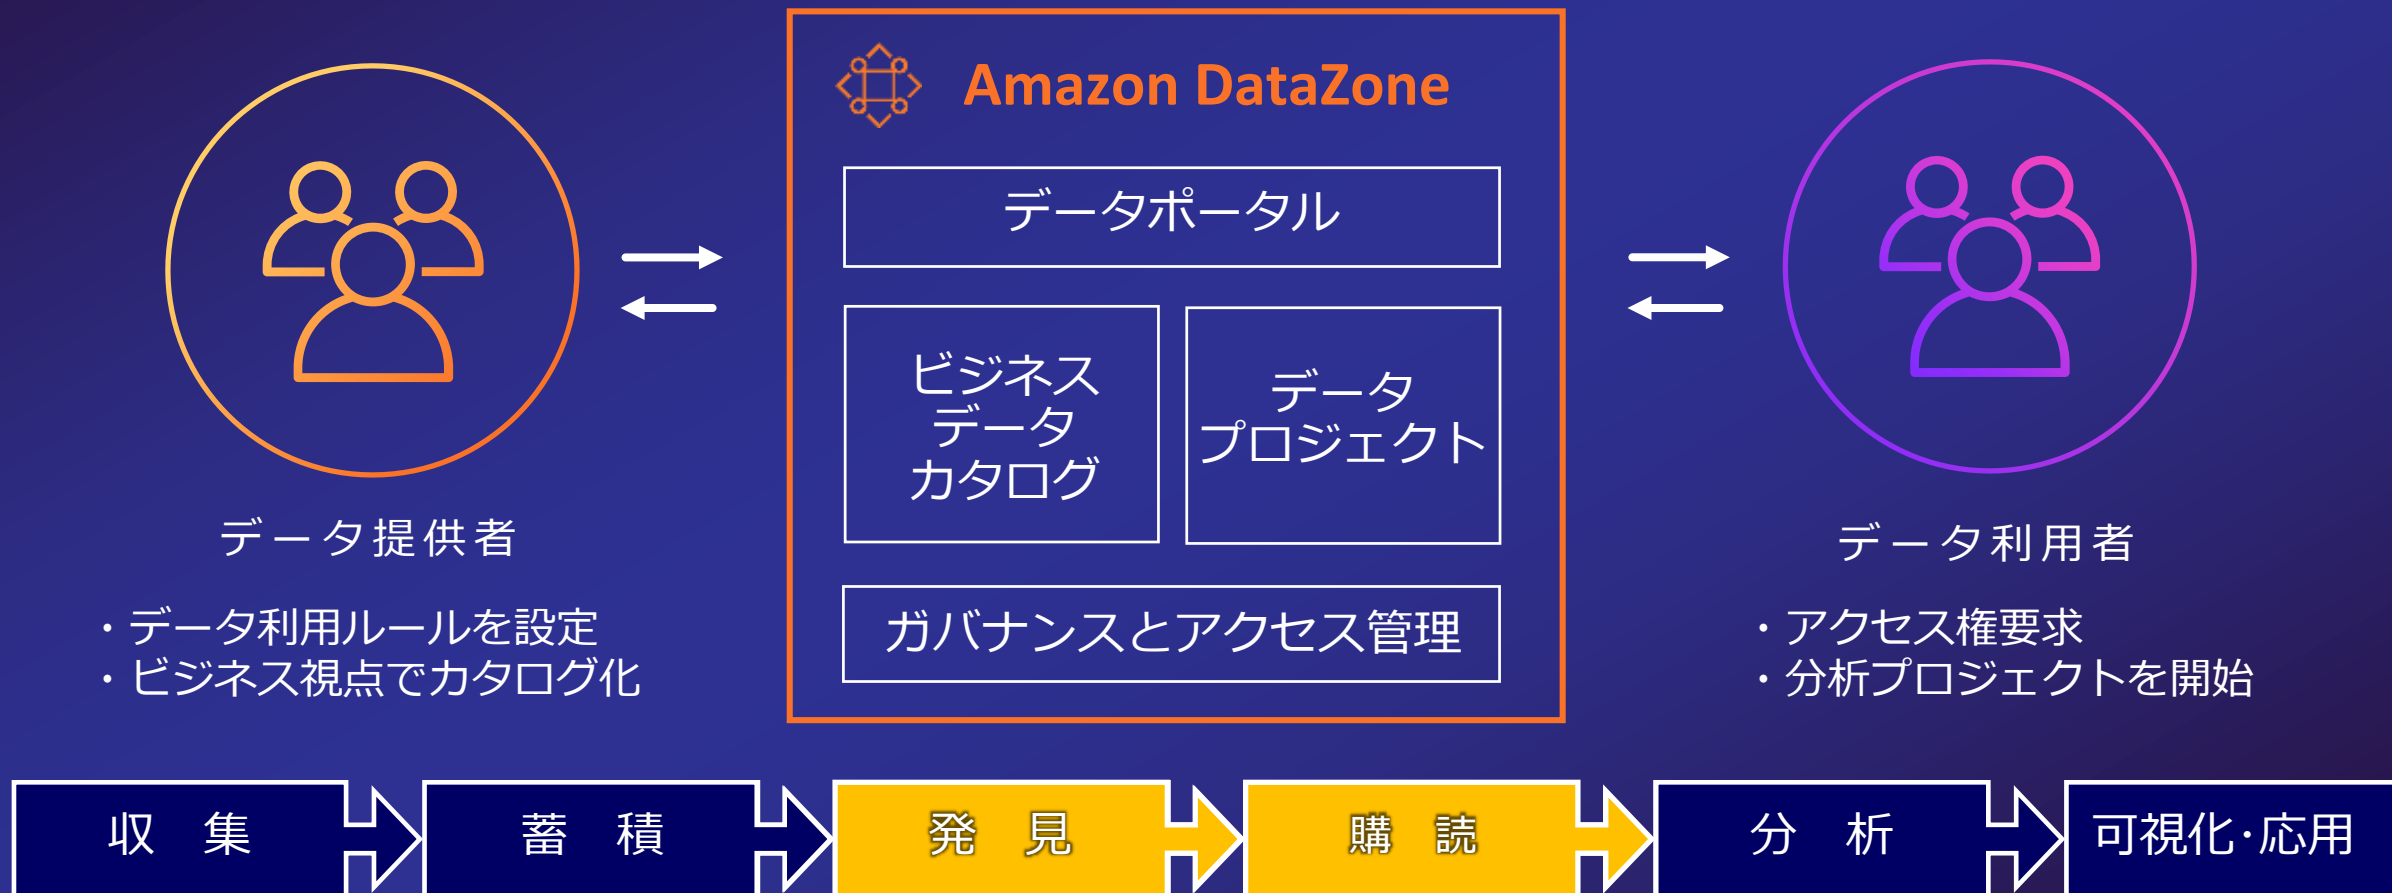 Amazon DataZone
データポータル
ビジネス
データ
カタログ
データ
プロジェクト
ガバナンスとアクセス管理
データ提供者
・データ利用ルールを設定
・ビジネス視点でカタログ化
データ利用者
・アクセス権要求
・分析プロジェクトを開始
収　集
蓄　積
発　見
購　読
分　析
可視化･応用